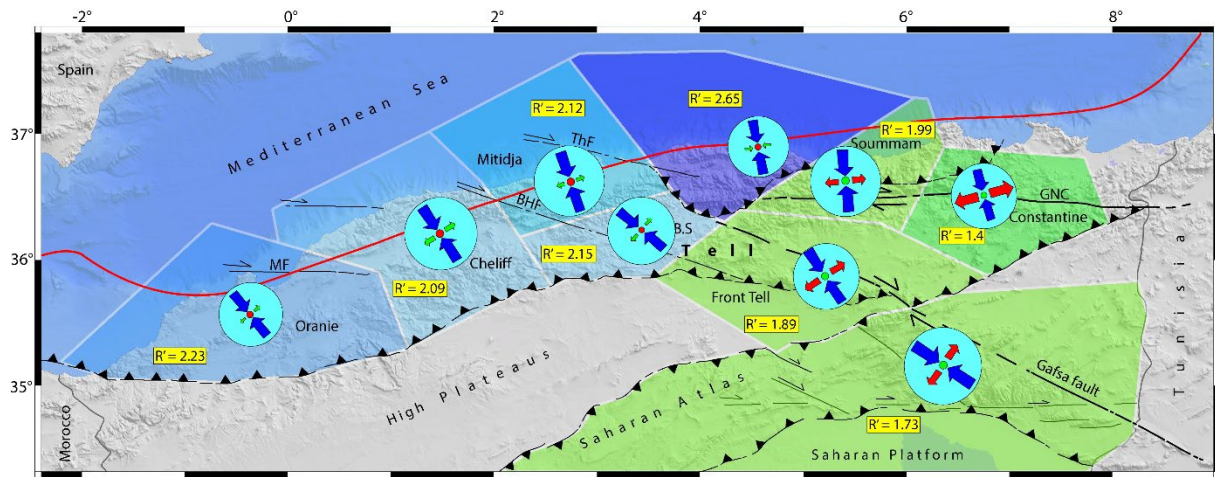 -2°
0°
2°
4°
6°
8°
37°
36°
35°
Spain
Mediterranean Sea
R' = 2.12
R' = 2.65
R' = 1.99
Soummam
ThF
Mitidja
GNC
Constantine
R' = 1.4
BHF
B.S
Tell
R' = 2.15
Cheliff
R' = 2.09
MF
Oranie
R' = 2.23
Front Tell
R' = 1.89
Gafsa fault
Tunisia
High Plateaus
Saharan Atlas
R' = 1.73
Saharan Platform
Morocco